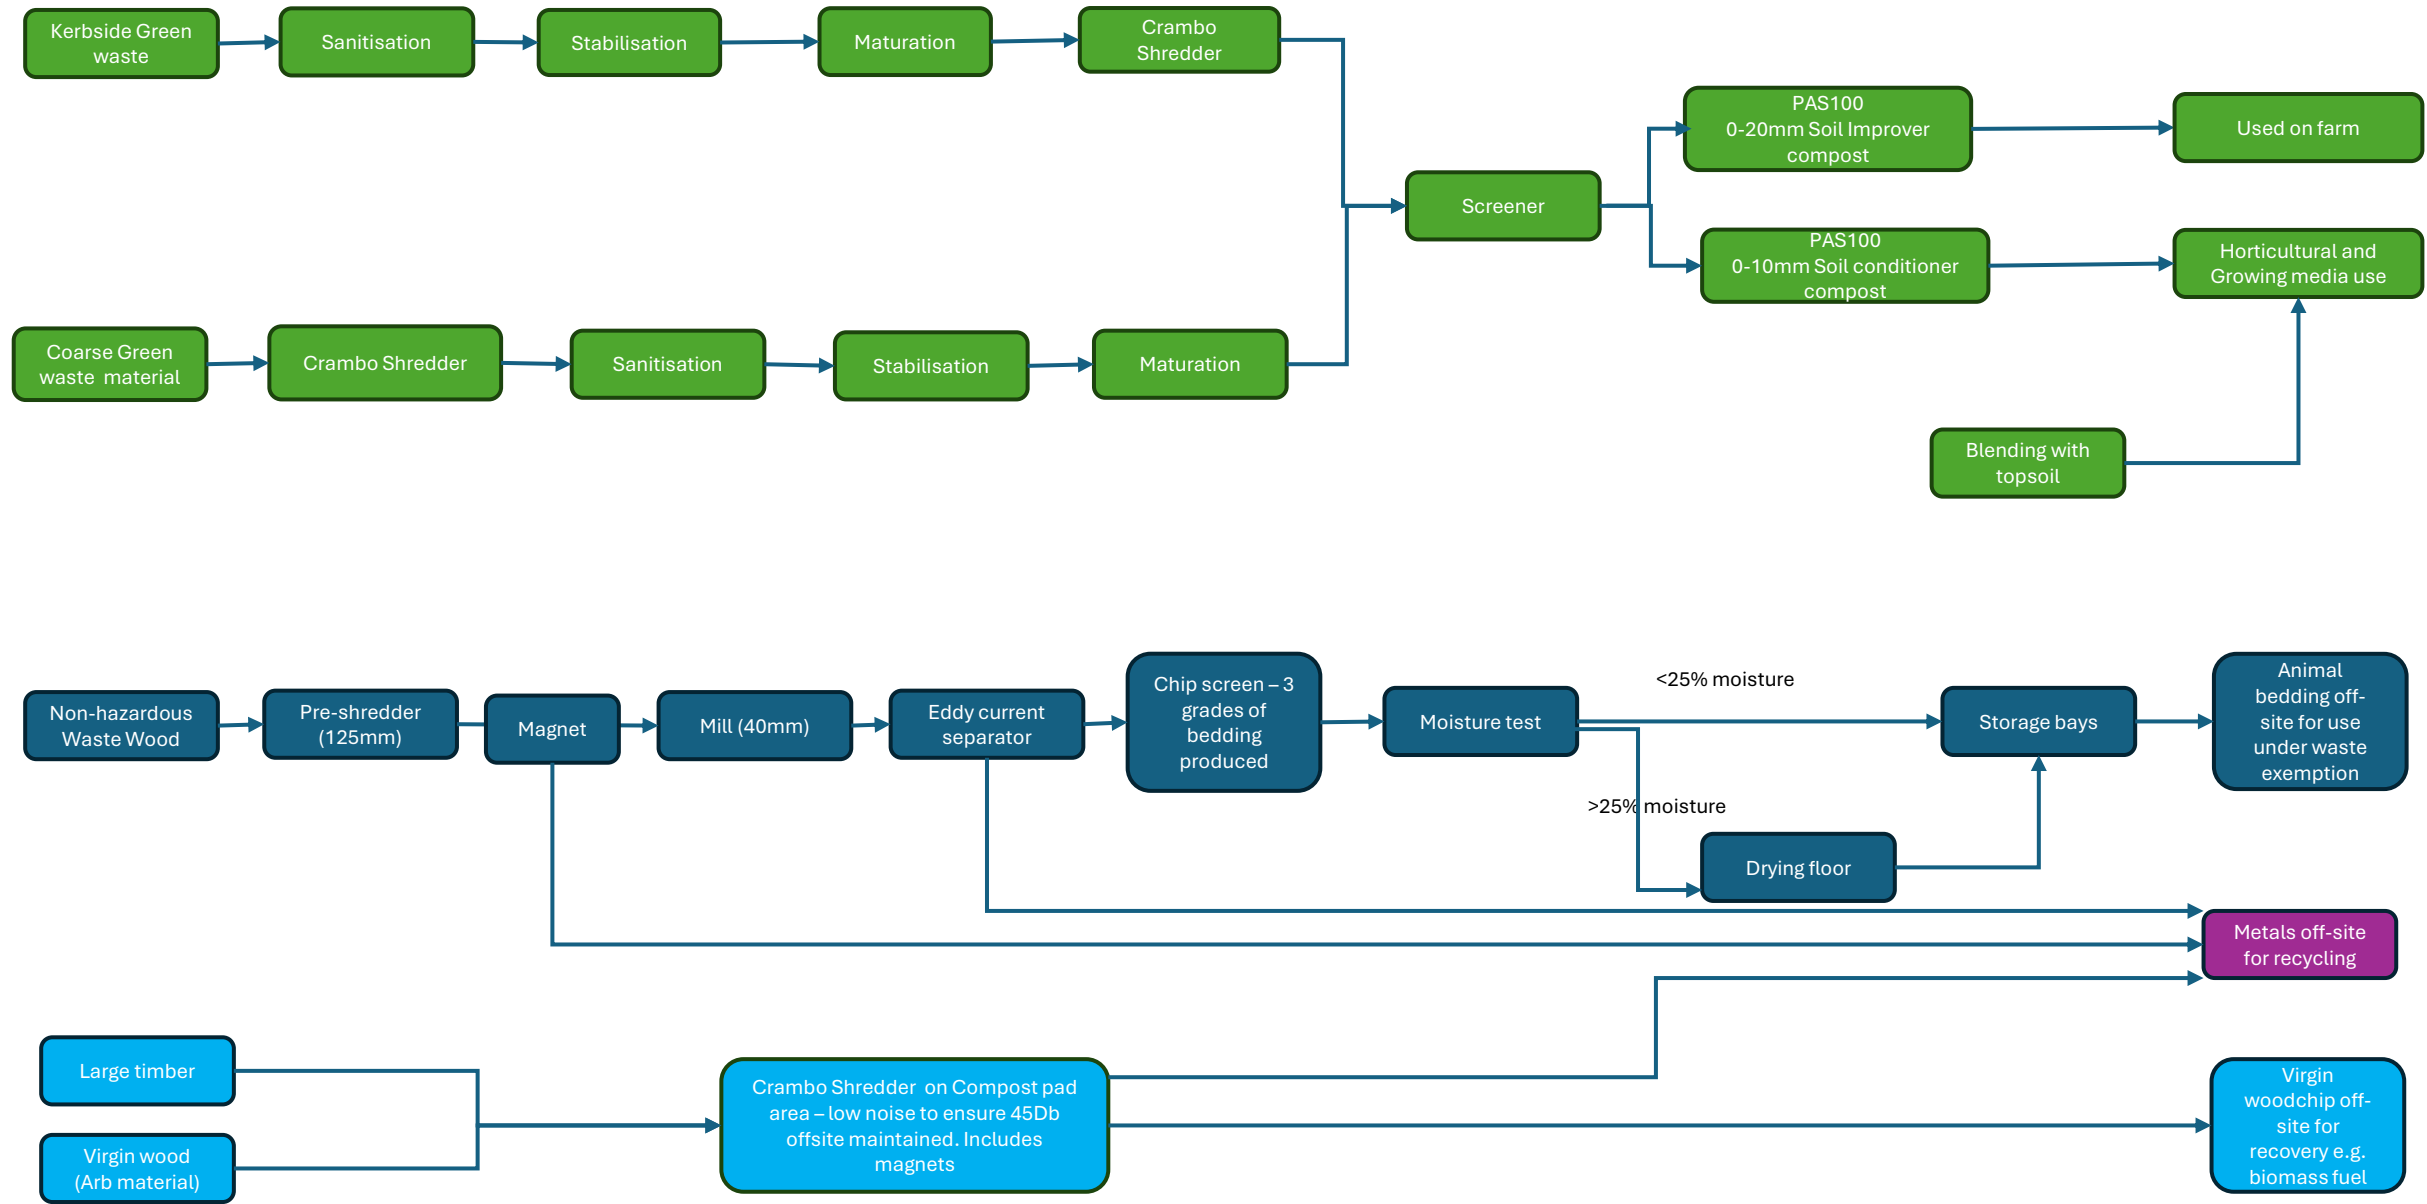 Kerbside Green
waste
Sanitisation
Stabilisation
Maturation
Crambo
Shredder
PAS100
0-20mm Soil Improver
compost
Used on farm
Screener
PAS100
0-10mm Soil conditioner
compost
Horticultural and
Growing media use
Coarse Green
waste material
Crambo Shredder
Sanitisation
Stabilisation
Maturation
Blending with
topsoil
Non-hazardous
Waste Wood
Pre-shredder
(125mm)
Magnet
Mill (40mm)
Eddy current
separator
Chip screen – 3
grades of
bedding
produced
Moisture test
<25% moisture
Storage bays
Animal
bedding off-
site for use
under waste
exemption
>25% moisture
Drying floor
Metals off-site
for recycling
Large timber
Virgin wood
(Arb material)
Crambo Shredder on Compost pad
area – low noise to ensure 45Db
offsite maintained. Includes
magnets
Virgin
woodchip off-
site for
recovery e.g.
biomass fuel